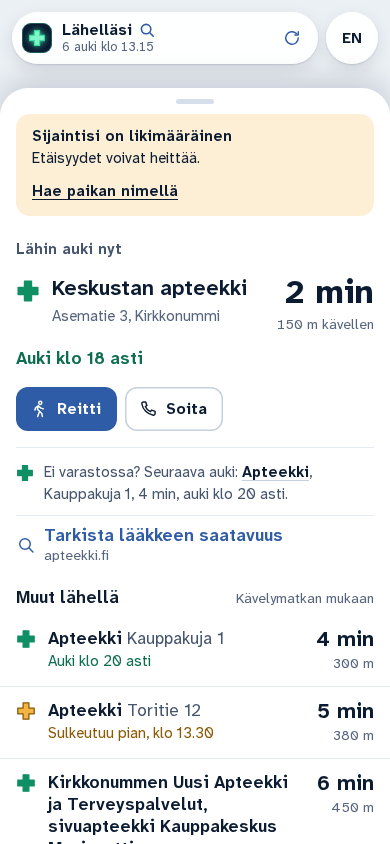 Lähelläsi
6 auki klo 13.15
EN
Sijaintisi on likimääräinen
Etäisyydet voivat heittää.
Hae paikan nimellä
Lähin auki nyt
Keskustan apteekki
2 min
Asematie 3, Kirkkonummi
150 m kävellen
Auki klo 18 asti
Reitti
Soita
Ei varastossa? Seuraava auki: Apteekki,
Kauppakuja 1, 4 min, auki klo 20 asti.
Tarkista lääkkeen saatavuus
apteekki.fi
Muut lähellä
Kävelymatkan mukaan
Apteekki Kauppakuja 1
4 min
Auki klo 20 asti
300 m
Apteekki Toritie 12
5 min
Sulkeutuu pian, klo 13.30
380 m
Kirkkonummen Uusi Apteekki
6 min
ja Terveyspalvelut,
450 m
sivuapteekki Kauppakeskus